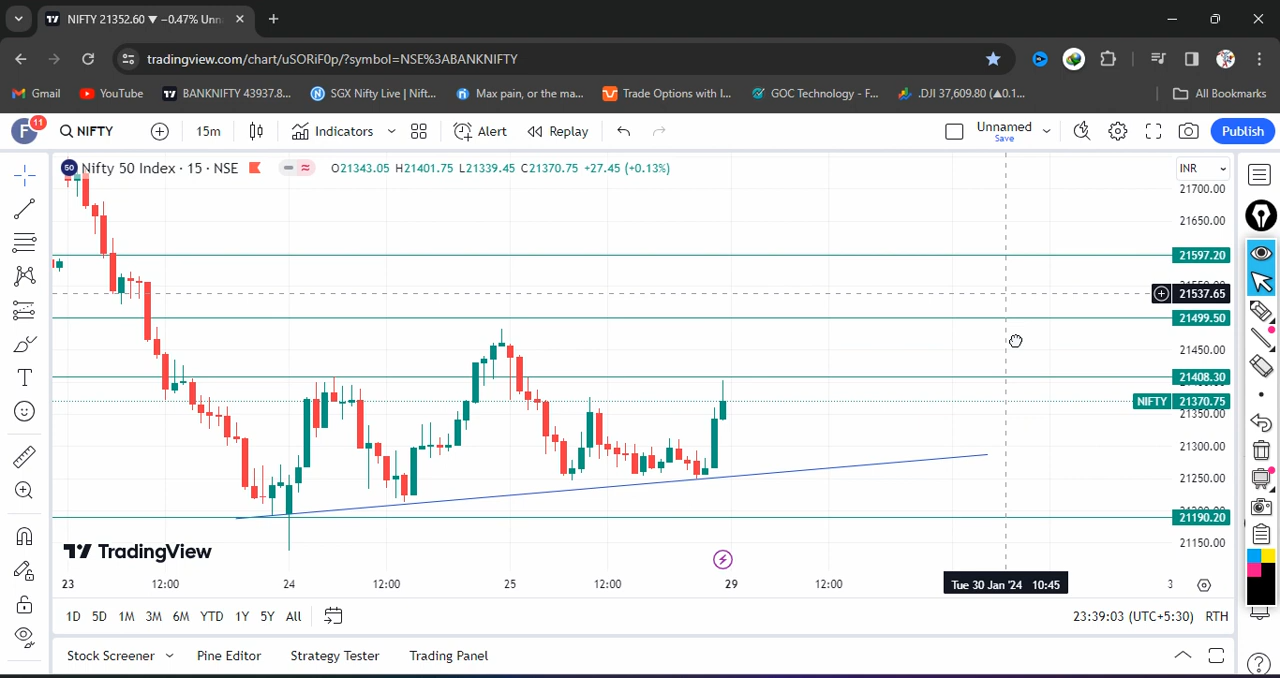 NIFTY 21352.60 ▼ −0.47% Unn
tradingview.com/chart/uSORiF0p/?symbol=NSE%3ABANKNIFTY
Gmail YouTube BANKNIFTY 43937.8... SGX Nifty Live | Nift... Max pain, or the ma... Trade Options with I... GOC Technology - F... .DJI 37,609.80 (▲0.1... All Bookmarks
F 11 NIFTY 15m Indicators Alert Replay Unnamed Save Publish
50 Nifty 50 Index · 15 · NSE O21343.05 H21401.75 L21339.45 C21370.75 +27.45 (+0.13%) INR
21700.00
21650.00
21597.20
21537.65
21499.50
21450.00
21408.30
NIFTY 21370.75
21350.00
21300.00
21250.00
21190.20
21150.00
TradingView
23 12:00 24 12:00 25 12:00 29 12:00 Tue 30 Jan '24 10:45 3
1D 5D 1M 3M 6M YTD 1Y 5Y All 23:39:03 (UTC+5:30) RTH
Stock Screener Pine Editor Strategy Tester Trading Panel